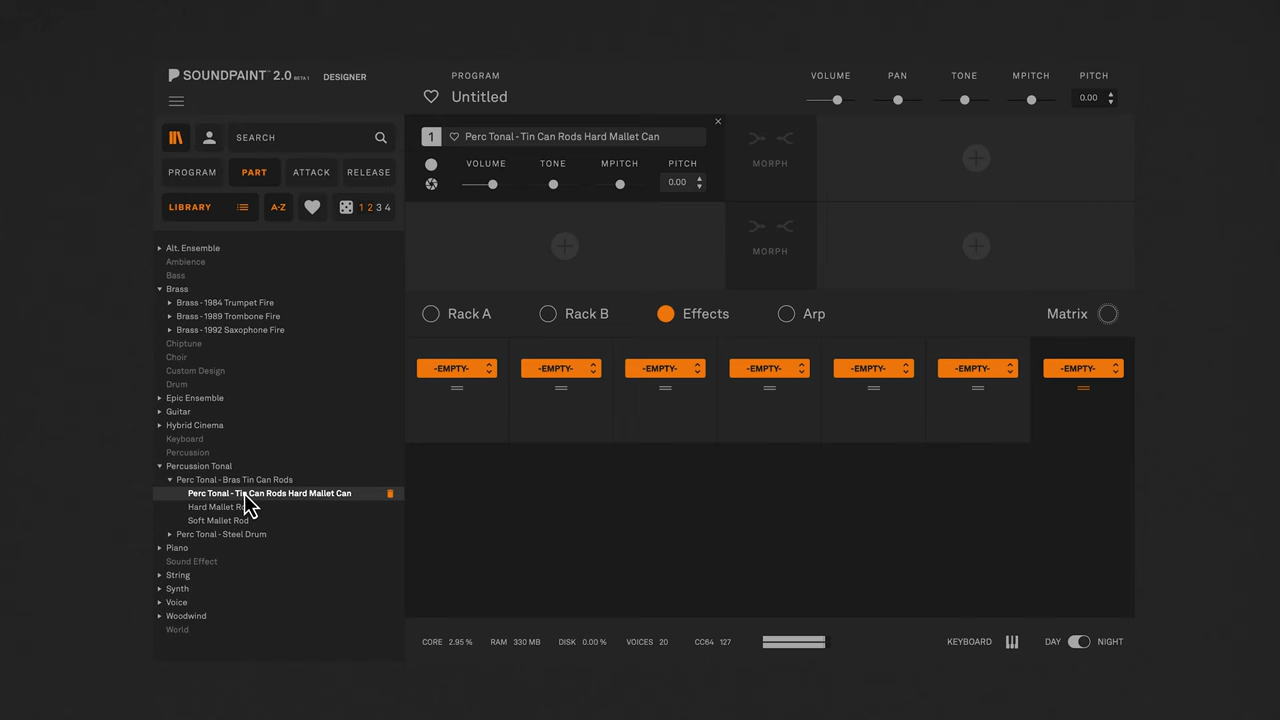 SOUNDPAINT™ 2.0 BETA 1 DESIGNER
PROGRAM
Untitled
VOLUME PAN TONE MPITCH PITCH
0.00
SEARCH
PROGRAM PART ATTACK RELEASE
LIBRARY A-Z 1 2 3 4
1 Perc Tonal - Tin Can Rods Hard Mallet Can
VOLUME TONE MPITCH PITCH
0.00
MORPH
MORPH
Alt. Ensemble
Ambience
Bass
Brass
Brass - 1984 Trumpet Fire
Brass - 1989 Trombone Fire
Brass - 1992 Saxophone Fire
Chiptune
Choir
Custom Design
Drum
Epic Ensemble
Guitar
Hybrid Cinema
Keyboard
Percussion
Percussion Tonal
Perc Tonal - Bras Tin Can Rods
Perc Tonal - Tin Can Rods Hard Mallet Can
Hard Mallet
Soft Mallet Rod
Perc Tonal - Steel Drum
Piano
Sound Effect
String
Synth
Voice
Woodwind
World
Rack A Rack B Effects Arp Matrix
-EMPTY- -EMPTY- -EMPTY- -EMPTY- -EMPTY- -EMPTY- -EMPTY-
CORE 2.95 % RAM 330 MB DISK 0.00 % VOICES 20 CC64 127 KEYBOARD DAY NIGHT